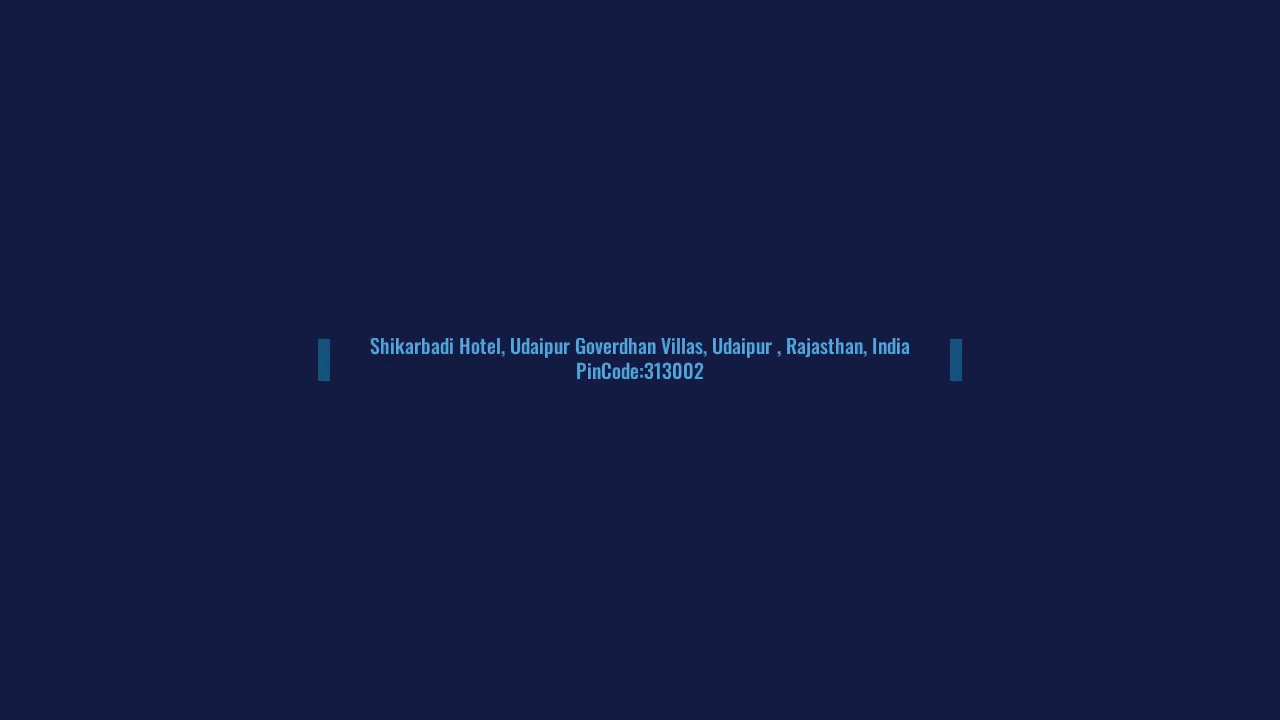 Shikarbadi Hotel, Udaipur Goverdhan Villas, Udaipur , Rajasthan, India
PinCode:313002